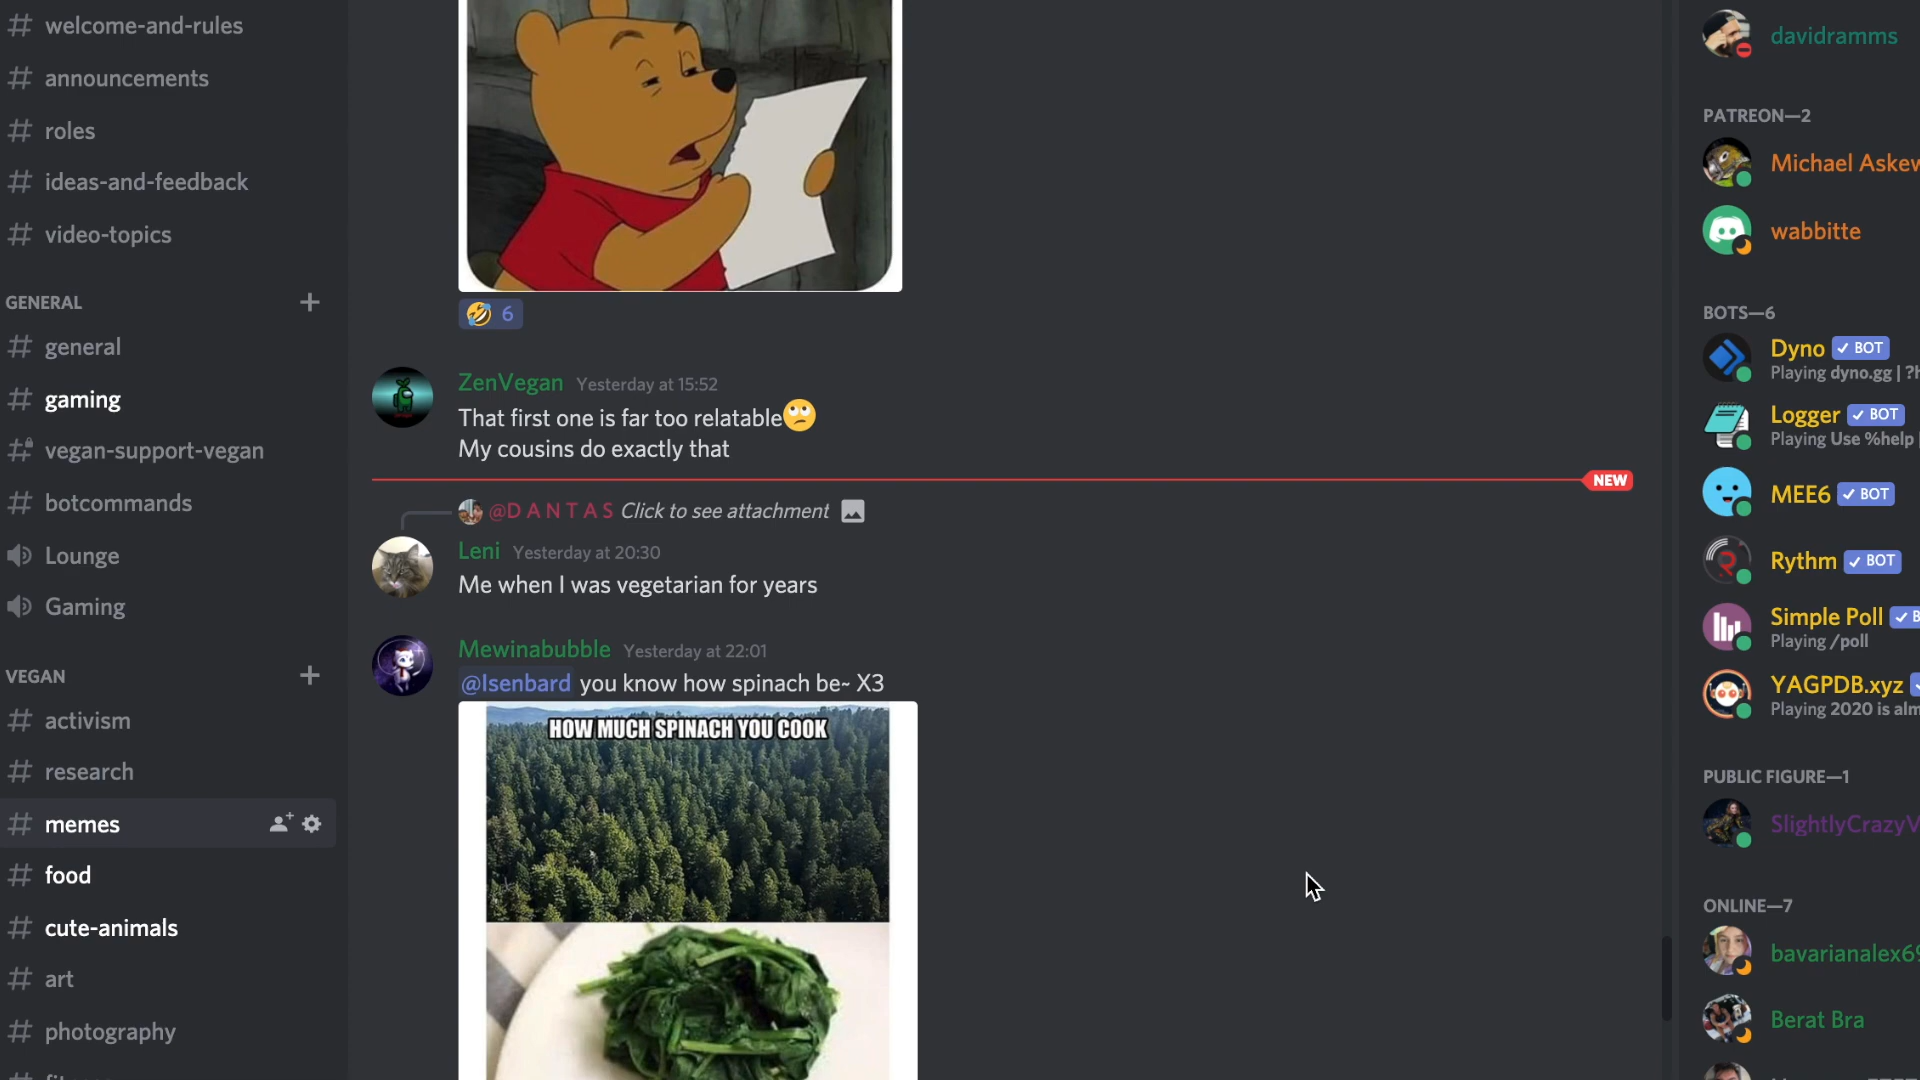 welcome-and-rules
announcements
roles
ideas-and-feedback
video-topics
GENERAL
general
gaming
vegan-support-vegan
botcommands
Lounge
Gaming
VEGAN
activism
research
memes
food
cute-animals
art
photography
6
ZenVegan Yesterday at 15:52
That first one is far too relatable
My cousins do exactly that
NEW
@D A N T A S Click to see attachment
Leni Yesterday at 20:30
Me when I was vegetarian for years
Mewinabubble Yesterday at 22:01
@Isenbard you know how spinach be~ X3
HOW MUCH SPINACH YOU COOK
davidramms
PATREON—2
Michael Askew
wabbitte
BOTS—6
Dyno ✓ BOT
Playing dyno.gg | ?h
Logger ✓ BOT
Playing Use %help |
MEE6 ✓ BOT
Rythm ✓ BOT
Simple Poll ✓ B
Playing /poll
YAGPDB.xyz ✓
Playing 2020 is alm
PUBLIC FIGURE—1
SlightlyCrazyV
ONLINE—7
bavarianalex69
Berat Bra